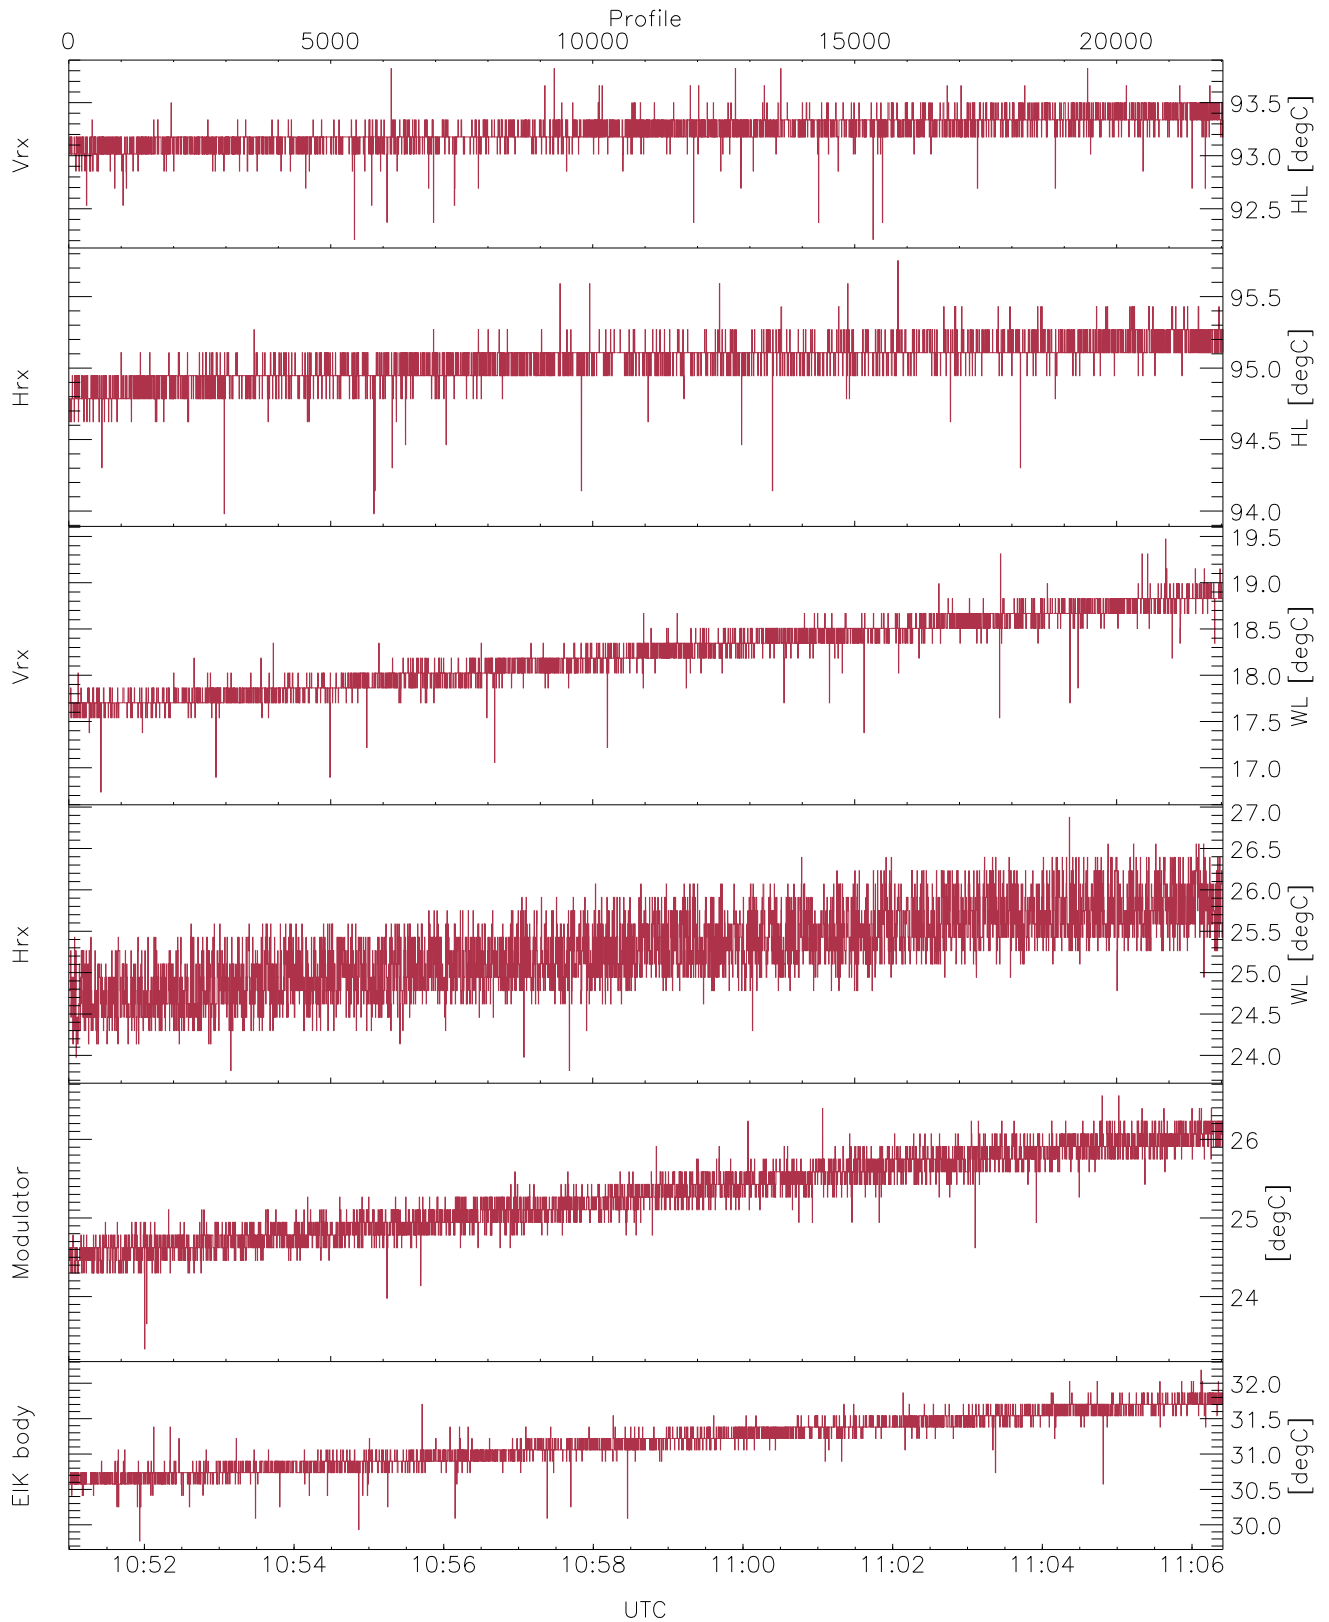 Profile
0 5000 10000 15000 20000
Vrx
93.5
93.0
92.5
HL [degC]
Hrx
95.5
95.0
94.5
94.0
HL [degC]
Vrx
19.5
19.0
18.5
18.0
17.5
17.0
WL [degC]
Hrx
27.0
26.5
26.0
25.5
25.0
24.5
24.0
WL [degC]
Modulator
26
25
24
[degC]
EIK body
32.0
31.5
31.0
30.5
30.0
[degC]
10:52 10:54 10:56 10:58 11:00 11:02 11:04 11:06
UTC